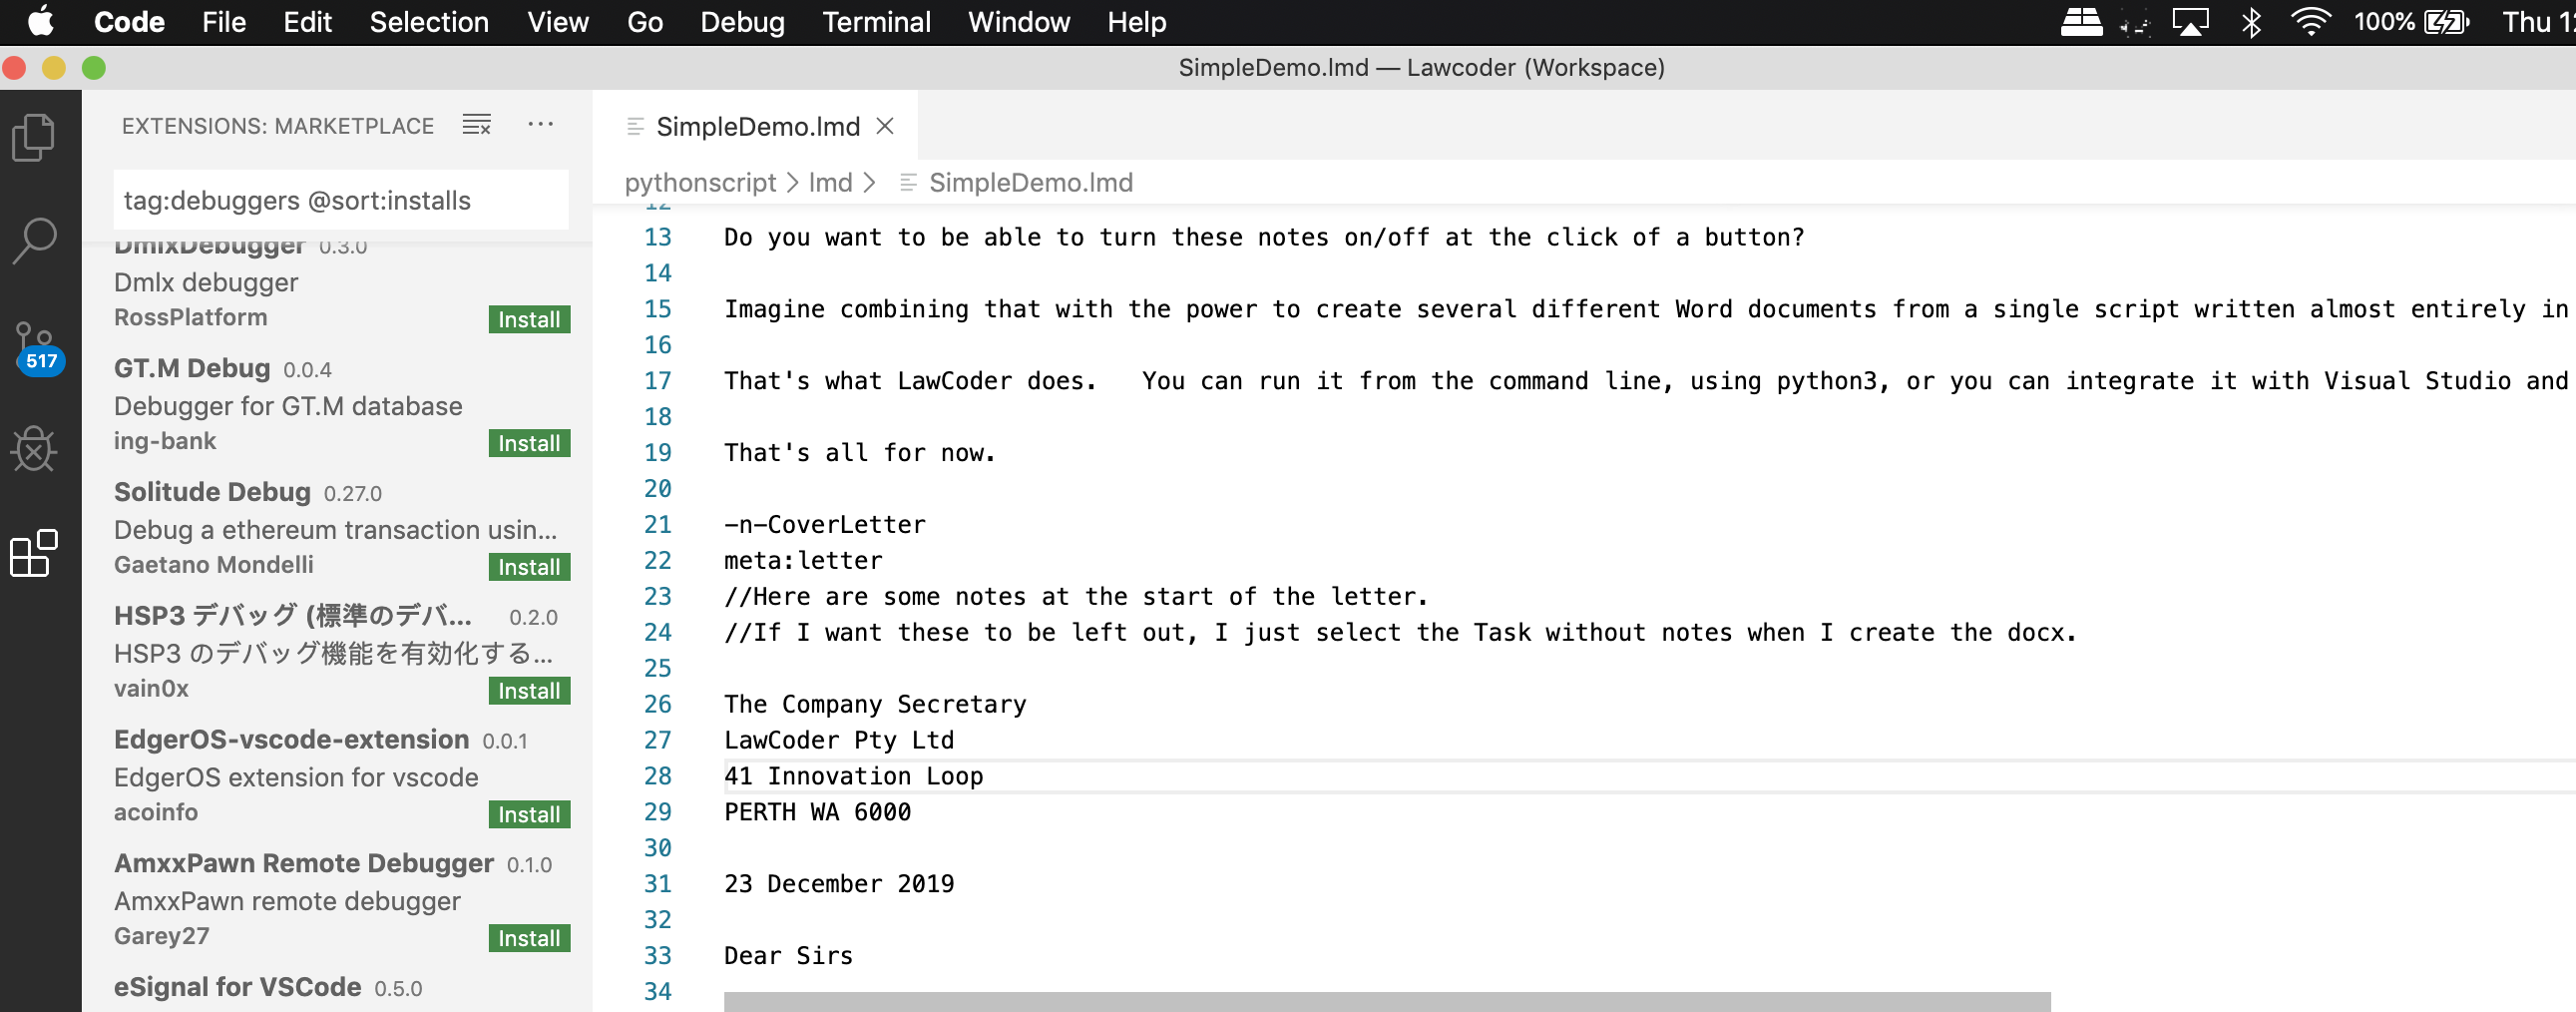 Code File Edit Selection View Go Debug Terminal Window Help 100% Thu
SimpleDemo.lmd — Lawcoder (Workspace)
EXTENSIONS: MARKETPLACE
tag:debuggers @sort:installs
DmlxDebugger 0.3.0
Dmlx debugger
RossPlatform
Install
GT.M Debug 0.0.4
Debugger for GT.M database
ing-bank
Install
Solitude Debug 0.27.0
Debug a ethereum transaction usin...
Gaetano Mondelli
Install
HSP3 デバッグ (標準のデバ... 0.2.0
HSP3 のデバッグ機能を有効化する...
vain0x
Install
EdgerOS-vscode-extension 0.0.1
EdgerOS extension for vscode
acoinfo
Install
AmxxPawn Remote Debugger 0.1.0
AmxxPawn remote debugger
Garey27
Install
eSignal for VSCode 0.5.0
517
SimpleDemo.lmd
pythonscript > lmd > SimpleDemo.lmd
12
13 Do you want to be able to turn these notes on/off at the click of a button?
14
15 Imagine combining that with the power to create several different Word documents from a single script written almost entirely in
16
17 That's what LawCoder does. You can run it from the command line, using python3, or you can integrate it with Visual Studio and
18
19 That's all for now.
20
21 -n-CoverLetter
22 meta:letter
23 //Here are some notes at the start of the letter.
24 //If I want these to be left out, I just select the Task without notes when I create the docx.
25
26 The Company Secretary
27 LawCoder Pty Ltd
28 41 Innovation Loop
29 PERTH WA 6000
30
31 23 December 2019
32
33 Dear Sirs
34